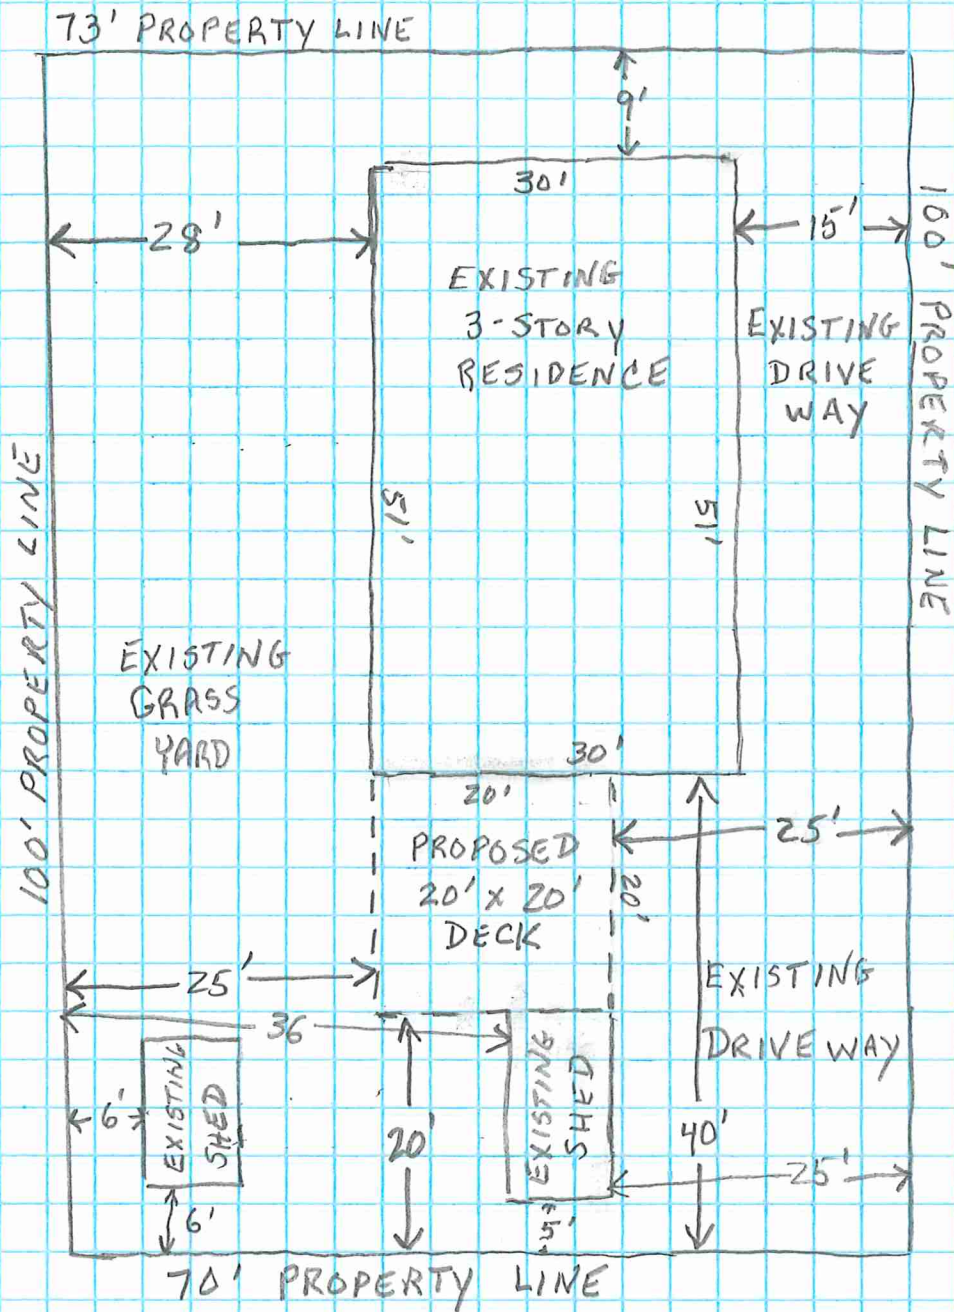 73' PROPERTY LINE
9'
30'
28'
15'
100' PROPERTY LINE
EXISTING
3-STORY
RESIDENCE
EXISTING
DRIVE
WAY
100' PROPERTY LINE
51'
51'
EXISTING
GRASS
YARD
30'
20'
25'
PROPOSED
20' X 20'
DECK
20'
25'
EXISTING
DRIVEWAY
36
EXISTING
SHED
EXISTING
SHED
6'
20'
40'
25'
6'
5'
70' PROPERTY LINE